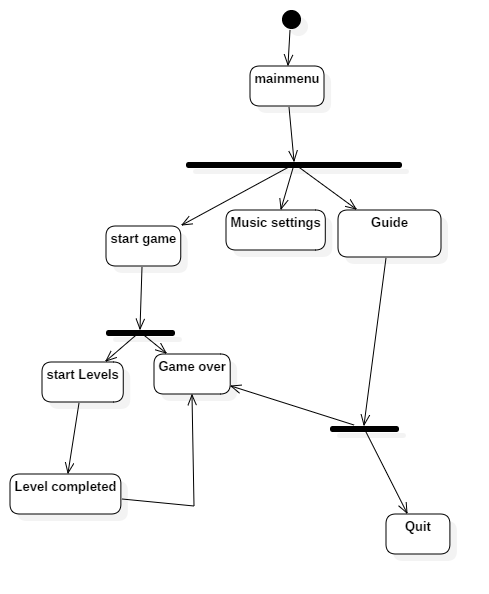 mainmenu
Music settings
Guide
start game
Game over
start Levels
Level completed
Quit